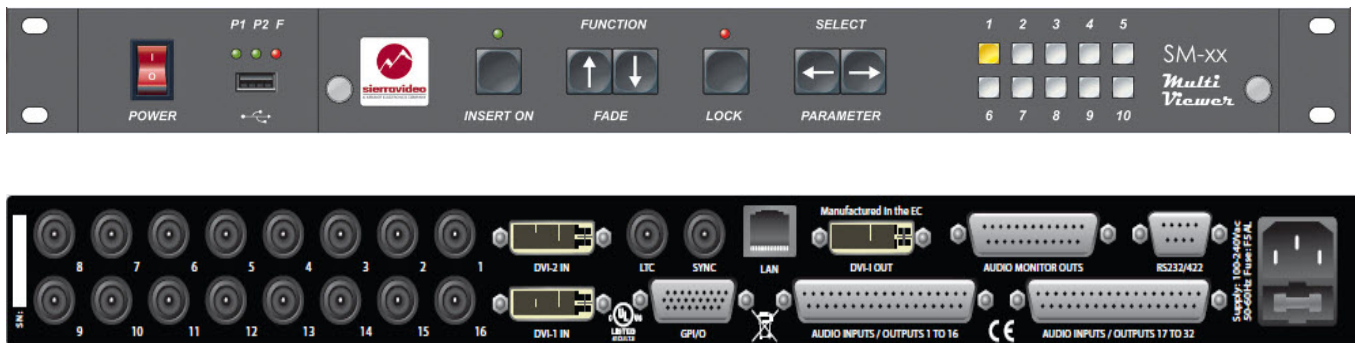 P1 P2 F
FUNCTION
SELECT
1 2 3 4 5
I
O
sierravideo
SM-xx
Multi
Viewer
POWER
INSERT ON
FADE
LOCK
PARAMETER
6 7 8 9 10
SN:
8 7 6 5 4 3 2 1
DVI-2 IN
LTC
SYNC
LAN
Manufactured In the EC
DVI-I OUT
AUDIO MONITOR OUTS
RS232/422
Supply: 100-240Vac
50-60Hz Fuse: F5AL
9 10 11 12 13 14 15 16
DVI-1 IN
UL
LISTED
GPI/O
AUDIO INPUTS / OUTPUTS 1 TO 16
CE
AUDIO INPUTS / OUTPUTS 17 TO 32